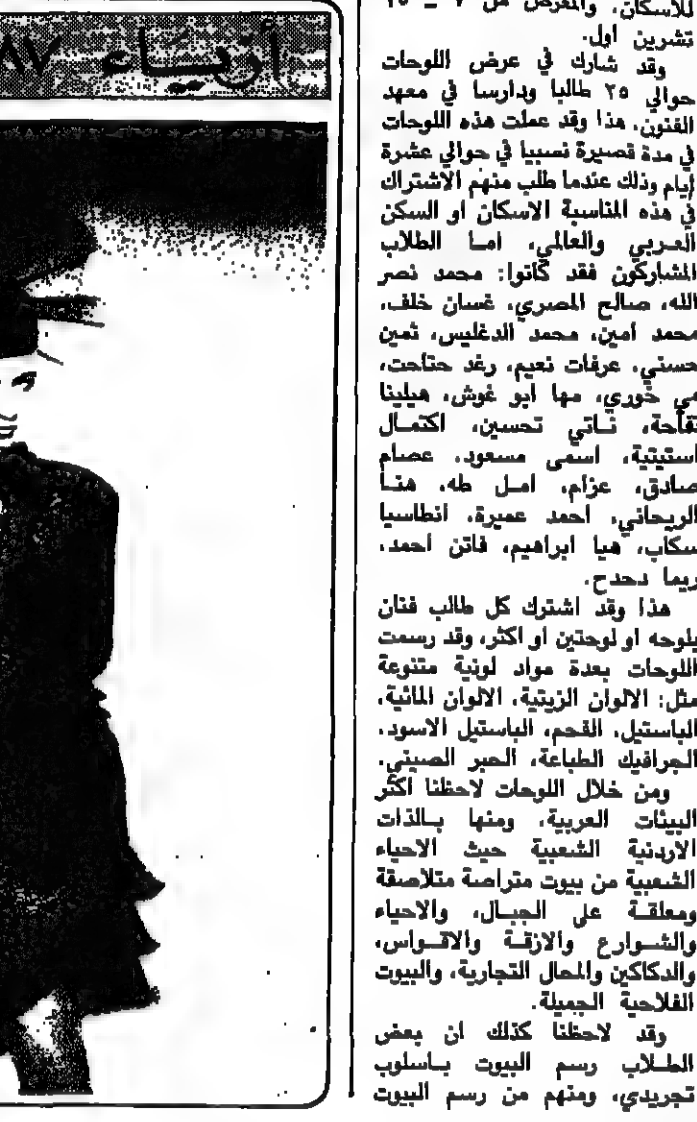 أزياء ٨٧
للأسكان، والمعرض من ٧ - ١٥
تشرين اول.
وقد شارك في عرض اللوحات
حوالي ٢٥ طالبا ودارسا في معهد
الفنون. هذا وقد عملت هذه اللوحات
في مدة قصيرة نسبيا في حوالي عشرة
ايام وذلك عندما طلب منهم الاشتراك
في هذه المناسبة الاسكان او السكن
العربي والعالمي، اما الطلاب
المشاركون فقد كانوا: محمد نصر
الله، صالح المصري، غسان خلف،
محمد امين، محمد الدغليس، ثمين
حسني، عرفات نعيم، رغد حتاحت،
مي خوري، مها ابو غوش، هيلينا
تفاحة، ناتي تحسين، اكتمال
استيتية، اسمى مسعود، عصام
صادق، عزام، امل طه، هنا
الريحاني، احمد عميرة، انطاسيا
سكاب، هيا ابراهيم، فاتن احمد،
ريما دحدح.
هذا وقد اشترك كل طالب فنان
بلوحه او لوحتين او اكثر، وقد رسمت
اللوحات بعدة مواد لونية متنوعة
مثل: الالوان الزيتية، الالوان المائية،
الباستيل، الفحم، الباستيل الاسود،
الجرافيك الطباعة، الحبر الصيني.
ومن خلال اللوحات لاحظنا اكثر
البيئات العربية، ومنها بالذات
الاردنية الشعبية حيث الاحياء
الشعبية من بيوت متراصة متلاصقة
ومعلقة على الجبال، والاحياء
والشوارع والازقة والاقواس،
والدكاكين والمحال التجارية، والبيوت
الفلاحية الجميلة.
وقد لاحظنا كذلك ان بعض
الطلاب رسم البيوت باسلوب
تجريدي، ومنهم من رسم البيوت